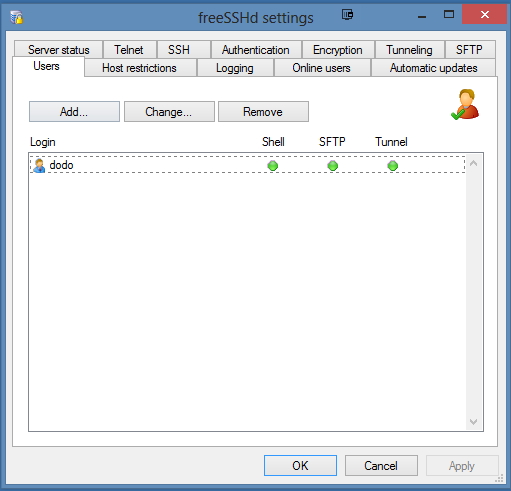 freeSSHd settings
Server status Telnet SSH Authentication Encryption Tunneling SFTP
Users Host restrictions Logging Online users Automatic updates
Add... Change... Remove
Login Shell SFTP Tunnel
dodo
OK Cancel Apply